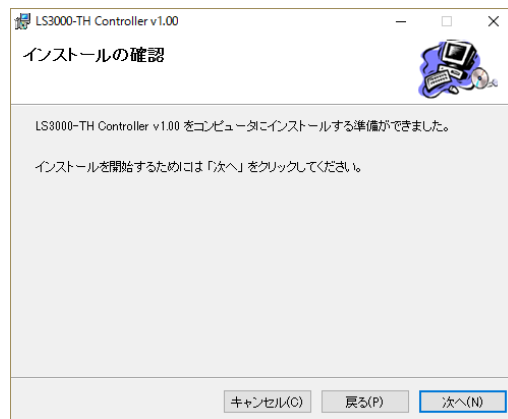 LS3000-TH Controller v1.00
インストールの確認
LS3000-TH Controller v1.00 をコンピュータにインストールする準備ができました。
インストールを開始するためには「次へ」をクリックしてください。
キャンセル(C) 戻る(P) 次へ(N)